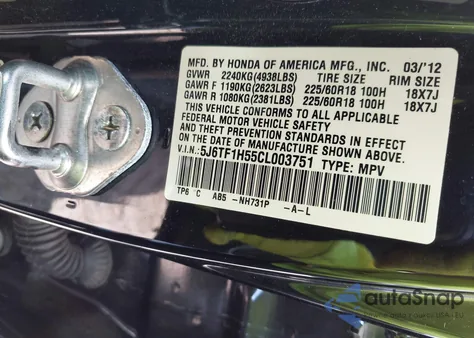 MFD. BY HONDA OF AMERICA MFG., INC. 03/'12
GVWR 2240KG(4938LBS) TIRE SIZE RIM SIZE
GAWR F 1190KG(2623LBS) 225/60R18 100H 18X7J
GAWR R 1080KG(2381LBS) 225/60R18 100H 18X7J
THIS VEHICLE CONFORMS TO ALL APPLICABLE
FEDERAL MOTOR VEHICLE SAFETY
AND THEFT PREVENTION STANDARDS IN EFFECT
ON THE DATE OF MANUFACTURE SHOWN ABOVE.
V.I.N.: 5J6TF1H55CL003751 TYPE: MPV
TP6 C AB5 -NH731P -A-L
autoSnap